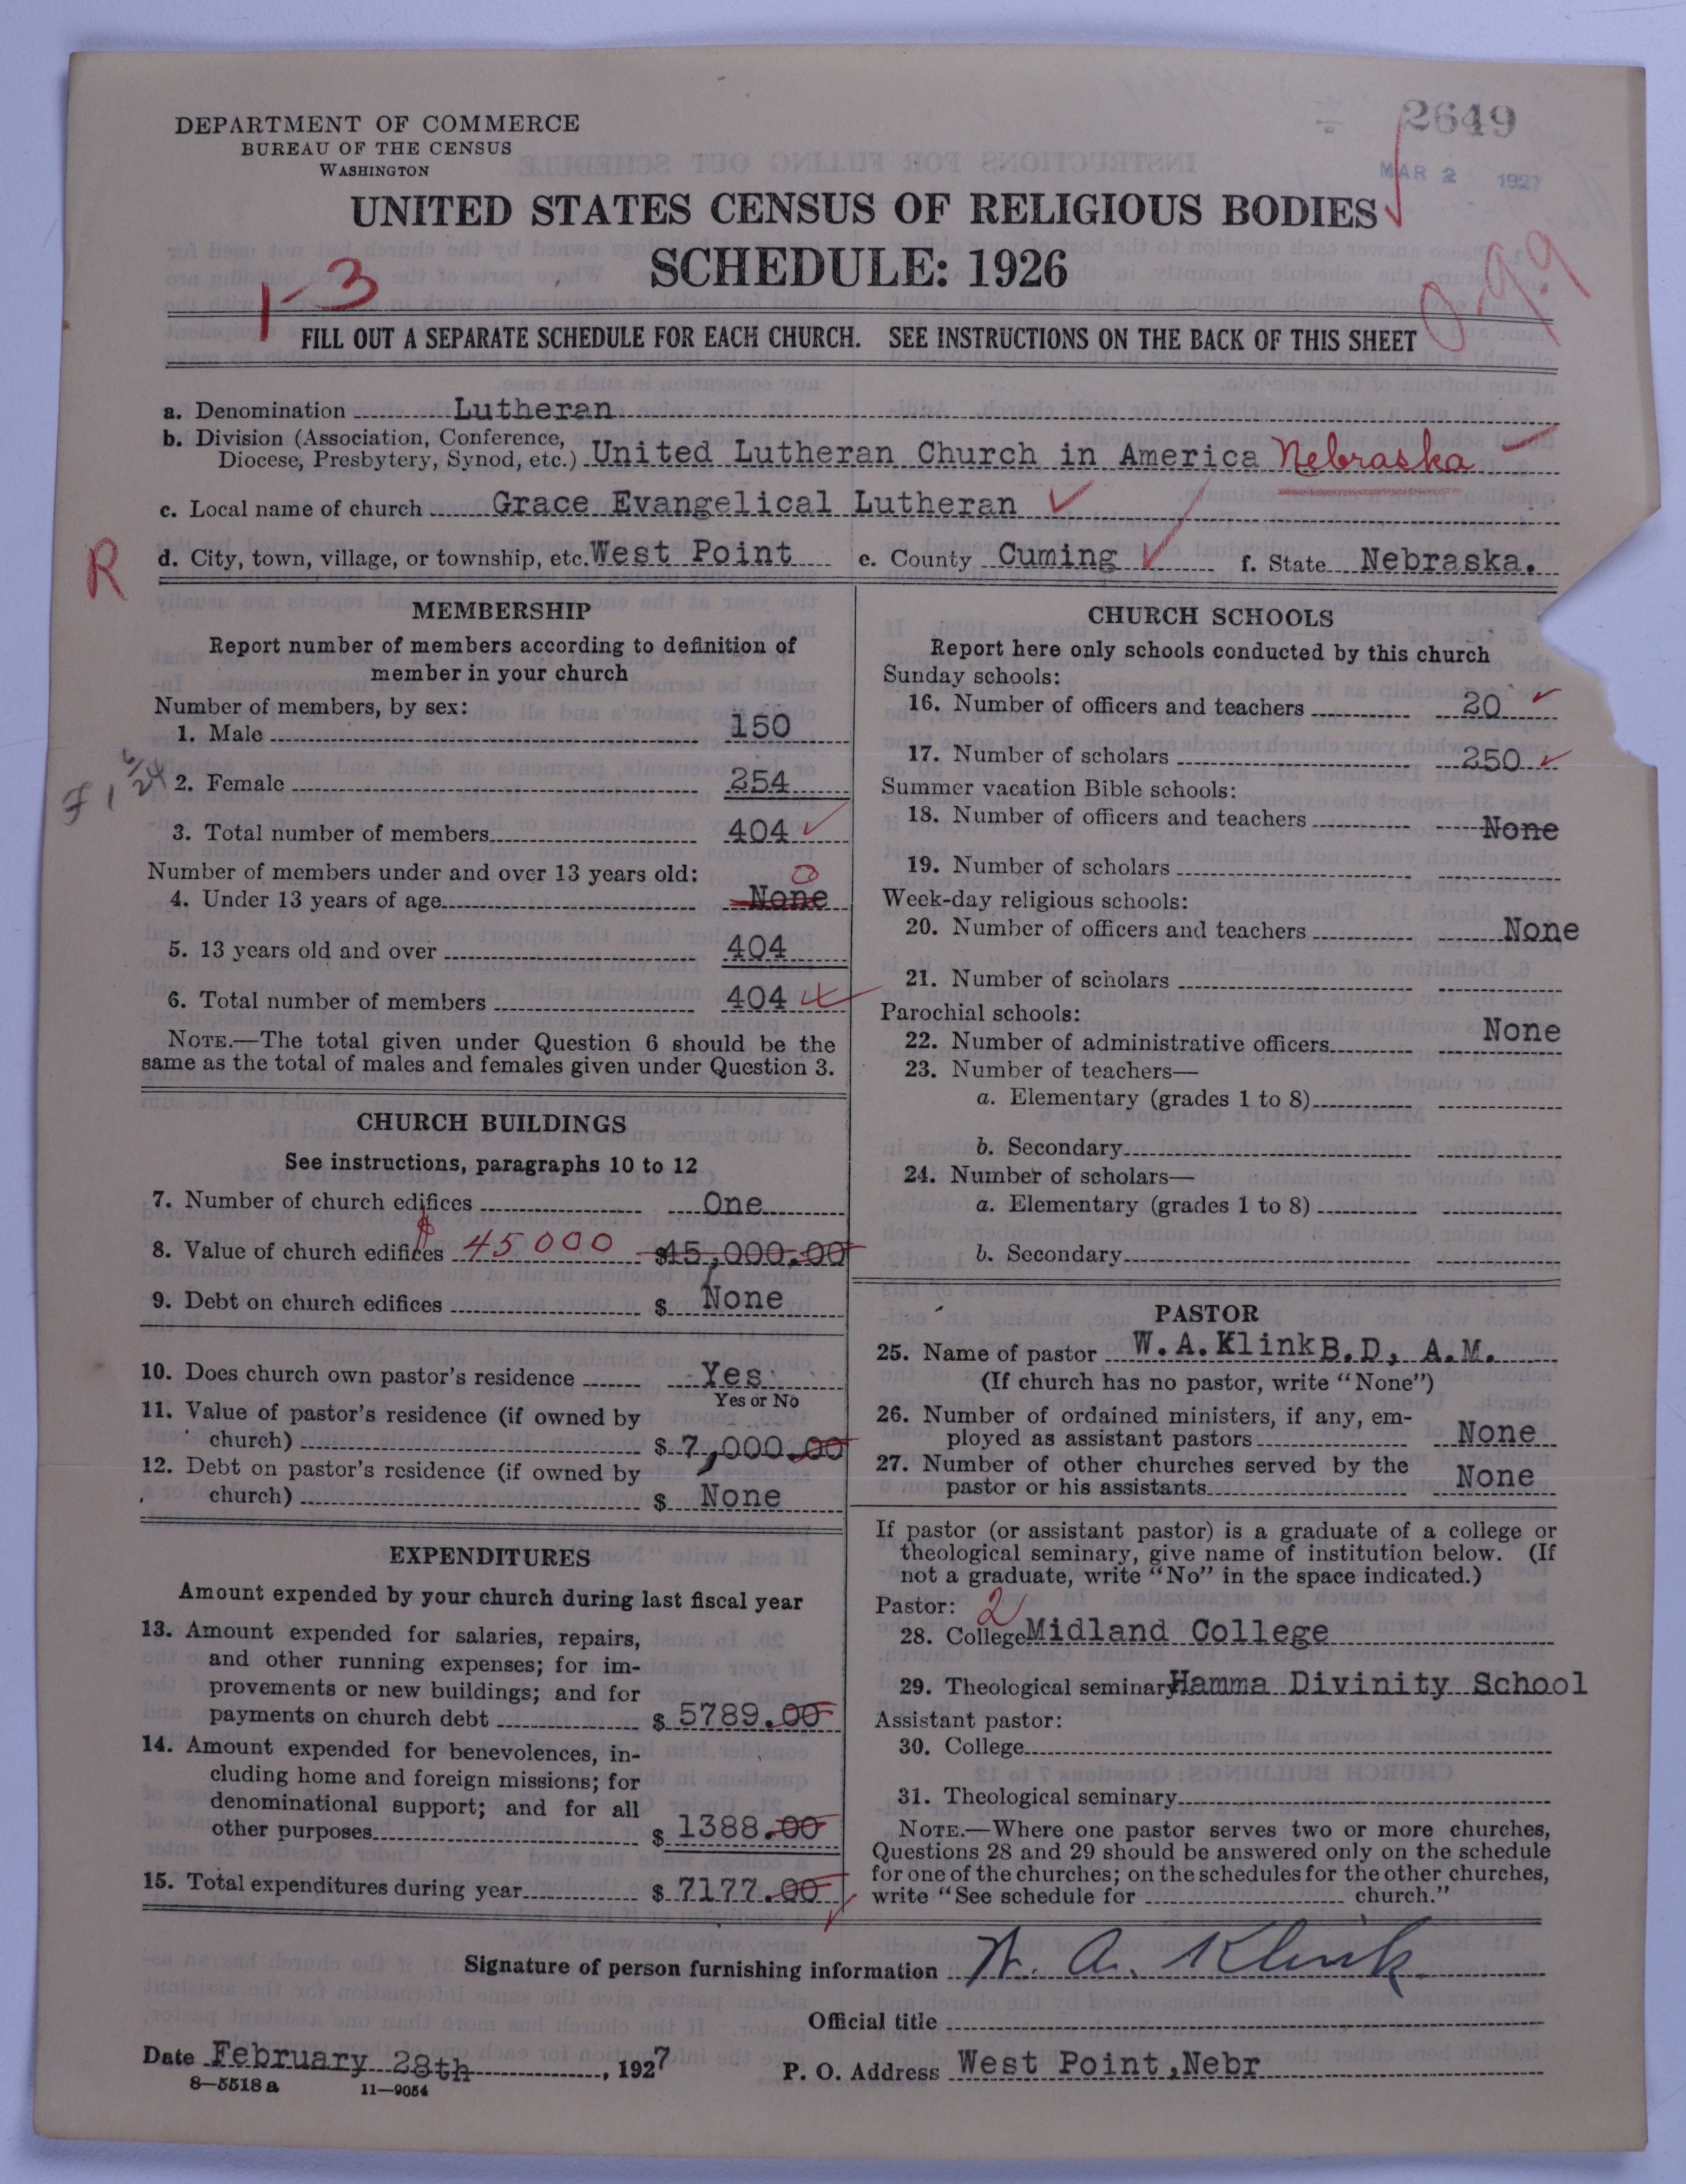 2649
MAR 2 1927
DEPARTMENT OF COMMERCE
BUREAU OF THE CENSUS
WASHINGTON
UNITED STATES CENSUS OF RELIGIOUS BODIES
SCHEDULE: 1926
1-3
FILL OUT A SEPARATE SCHEDULE FOR EACH CHURCH. SEE INSTRUCTIONS ON THE BACK OF THIS SHEET
a. Denomination Lutheran
b. Division (Association, Conference,
Diocese, Presbytery, Synod, etc.) United Lutheran Church in America Nebraska
c. Local name of church Grace Evangelical Lutheran
R
d. City, town, village, or township, etc. West Point e. County Cuming f. State Nebraska.
MEMBERSHIP
Report number of members according to definition of
member in your church
Number of members, by sex:
1. Male 150
2. Female 254
3. Total number of members 404
Number of members under and over 13 years old:
0
4. Under 13 years of age None
5. 13 years old and over 404
6. Total number of members 404
NOTE.—The total given under Question 6 should be the
same as the total of males and females given under Question 3.
CHURCH BUILDINGS
See instructions, paragraphs 10 to 12
7. Number of church edifices One
8. Value of church edifices $45000 $45,000.00
9. Debt on church edifices $ None
10. Does church own pastor's residence Yes
Yes or No
11. Value of pastor's residence (if owned by
church) $ 7,000.00
12. Debt on pastor's residence (if owned by
church) $ None
EXPENDITURES
Amount expended by your church during last fiscal year
13. Amount expended for salaries, repairs,
and other running expenses; for im-
provements or new buildings; and for
payments on church debt $ 5789.00
14. Amount expended for benevolences, in-
cluding home and foreign missions; for
denominational support; and for all
other purposes $ 1388.00
15. Total expenditures during year $ 7177.00
CHURCH SCHOOLS
Report here only schools conducted by this church
Sunday schools:
16. Number of officers and teachers 20
17. Number of scholars 250
Summer vacation Bible schools:
18. Number of officers and teachers None
19. Number of scholars
Week-day religious schools:
20. Number of officers and teachers None
21. Number of scholars
Parochial schools:
22. Number of administrative officers None
23. Number of teachers—
a. Elementary (grades 1 to 8)
b. Secondary
24. Number of scholars—
a. Elementary (grades 1 to 8)
b. Secondary
PASTOR
25. Name of pastor W.A.Klink B.D, A.M.
(If church has no pastor, write "None")
26. Number of ordained ministers, if any, em-
ployed as assistant pastors None
27. Number of other churches served by the
pastor or his assistants None
If pastor (or assistant pastor) is a graduate of a college or
theological seminary, give name of institution below. (If
not a graduate, write "No" in the space indicated.)
Pastor: 2
28. College Midland College
29. Theological seminary Hamma Divinity School
Assistant pastor:
30. College
31. Theological seminary
NOTE.—Where one pastor serves two or more churches,
Questions 28 and 29 should be answered only on the schedule
for one of the churches; on the schedules for the other churches,
write "See schedule for church."
Signature of person furnishing information W. A. Klink
Official title
Date February 28th, 1927 P. O. Address West Point,Nebr
8—5518 a 11—9054